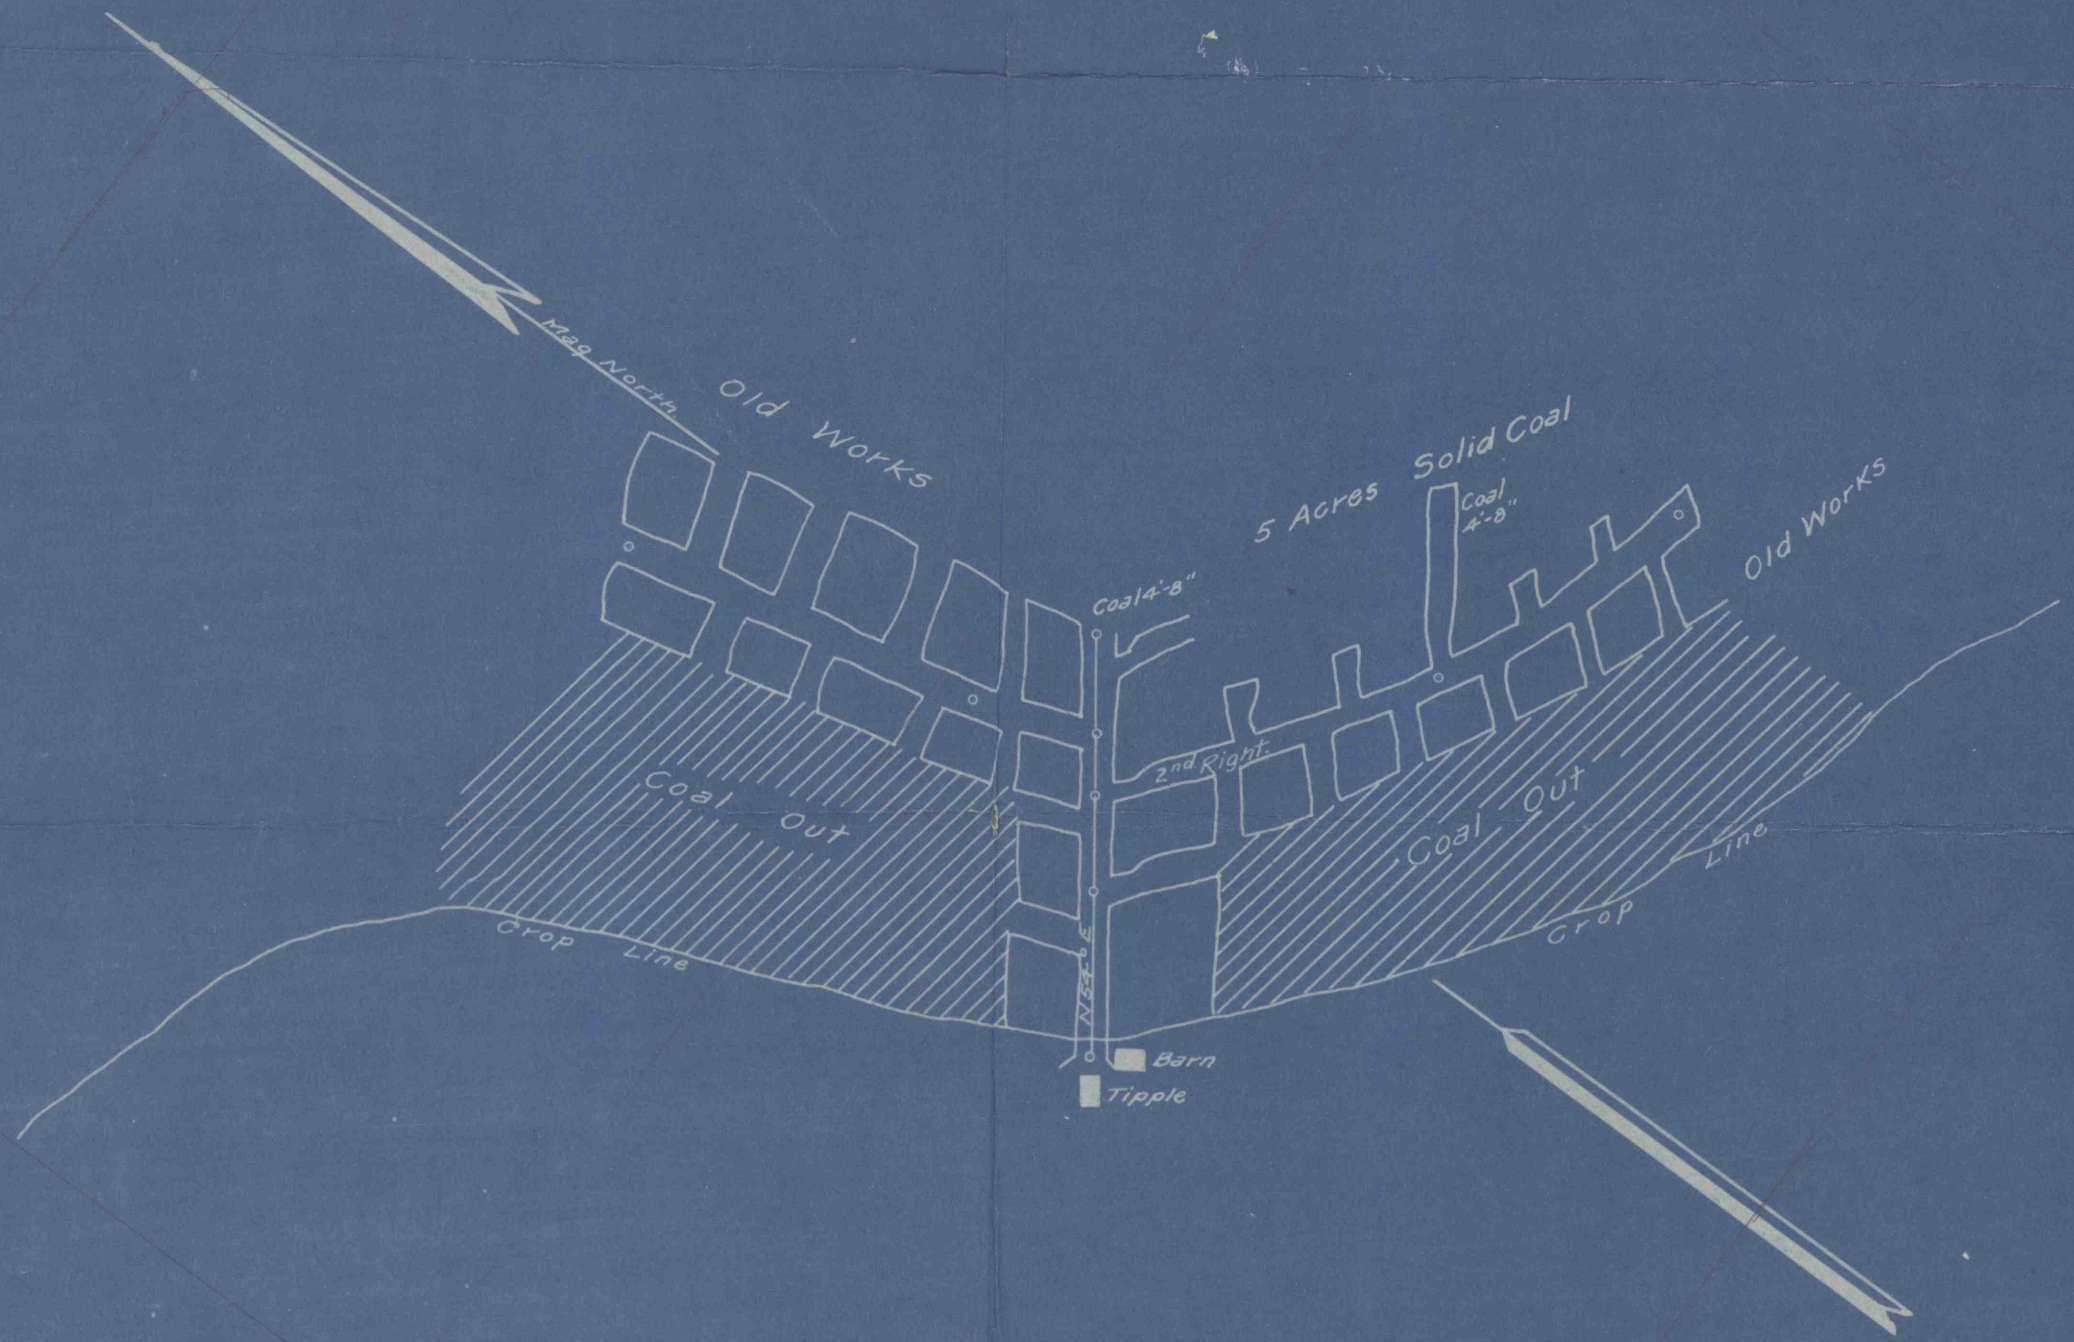 Mag North
Old Works
5 Acres Solid Coal
Coal
4'-8"
Old Works
Coal 4'-8"
2nd Right.
Coal Out
Coal Out
Crop Line
Crop Line
N 54° E
Barn
Tipple